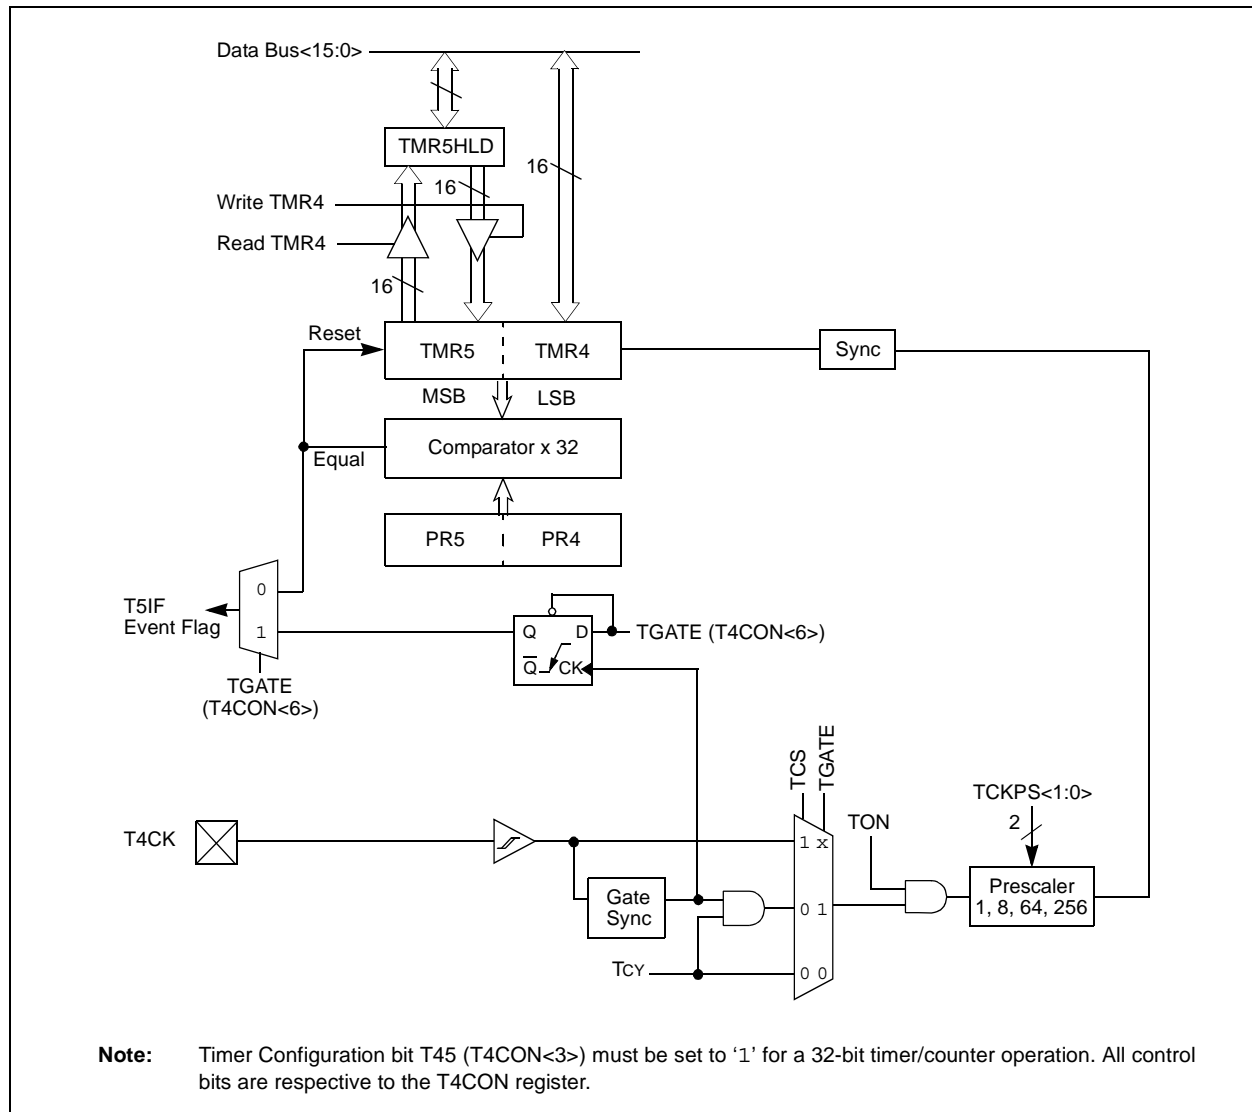 Data Bus<15:0>
TMR5HLD
16
16
Write TMR4
Read TMR4
16
Reset
TMR5
TMR4
Sync
MSB
LSB
Equal
Comparator x 32
PR5
PR4
0
T5IF
Event Flag
1
Q
D
TGATE (T4CON<6>)
Q
CK
TGATE
(T4CON<6>)
TCS
TGATE
TCKPS<1:0>
2
T4CK
1 x
TON
Gate
Sync
0 1
Prescaler
1, 8, 64, 256
TCY
0 0
Note: Timer Configuration bit T45 (T4CON<3>) must be set to ‘1’ for a 32-bit timer/counter operation. All control
bits are respective to the T4CON register.